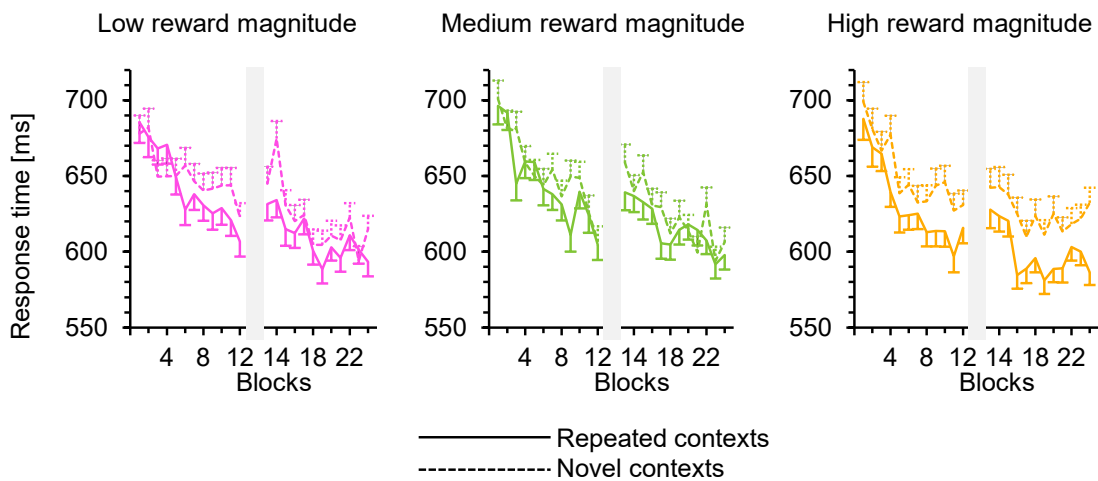 Low reward magnitude
Medium reward magnitude
High reward magnitude
Response time [ms]
700
650
600
550
4 8 12 14 18 22
Blocks
700
650
600
550
4 8 12 14 18 22
Blocks
700
650
600
550
4 8 12 14 18 22
Blocks
Repeated contexts
Novel contexts